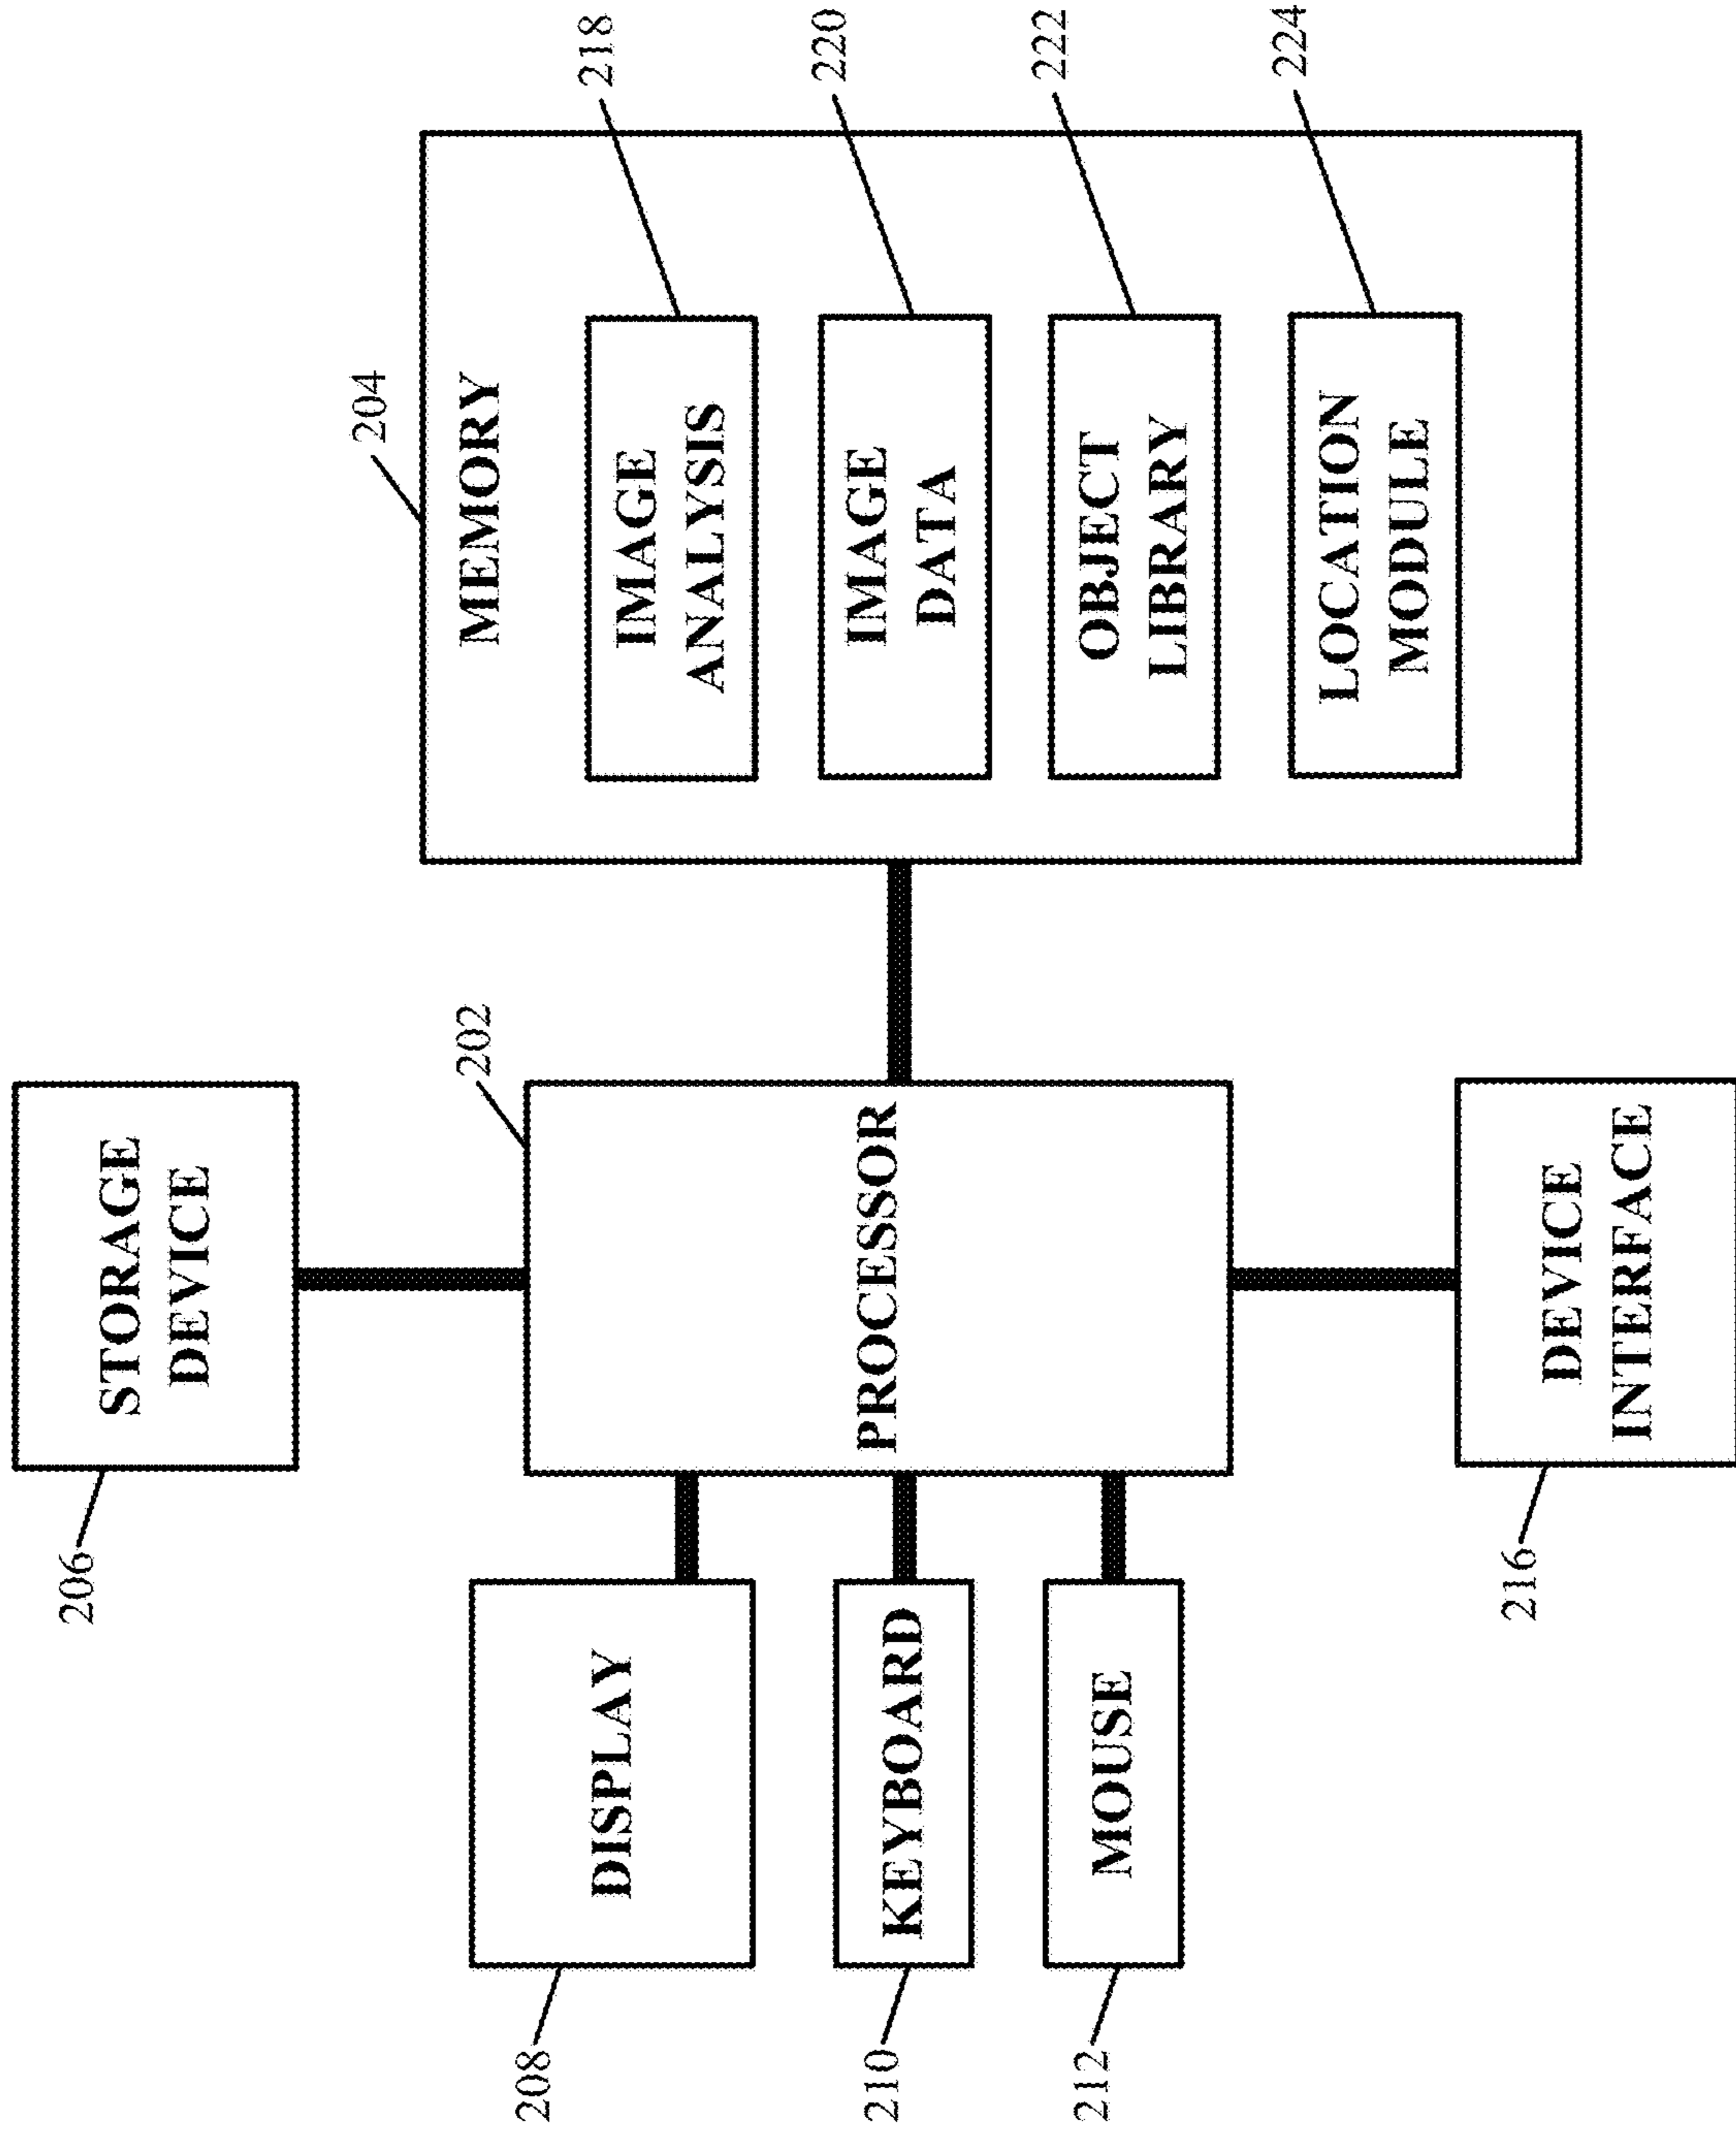 206
STORAGE
DEVICE
202
204
208
DISPLAY
210
KEYBOARD
212
MOUSE
PROCESSOR
MEMORY
IMAGE
ANALYSIS
218
IMAGE
DATA
220
OBJECT
LIBRARY
222
LOCATION
MODULE
224
216
DEVICE
INTERFACE